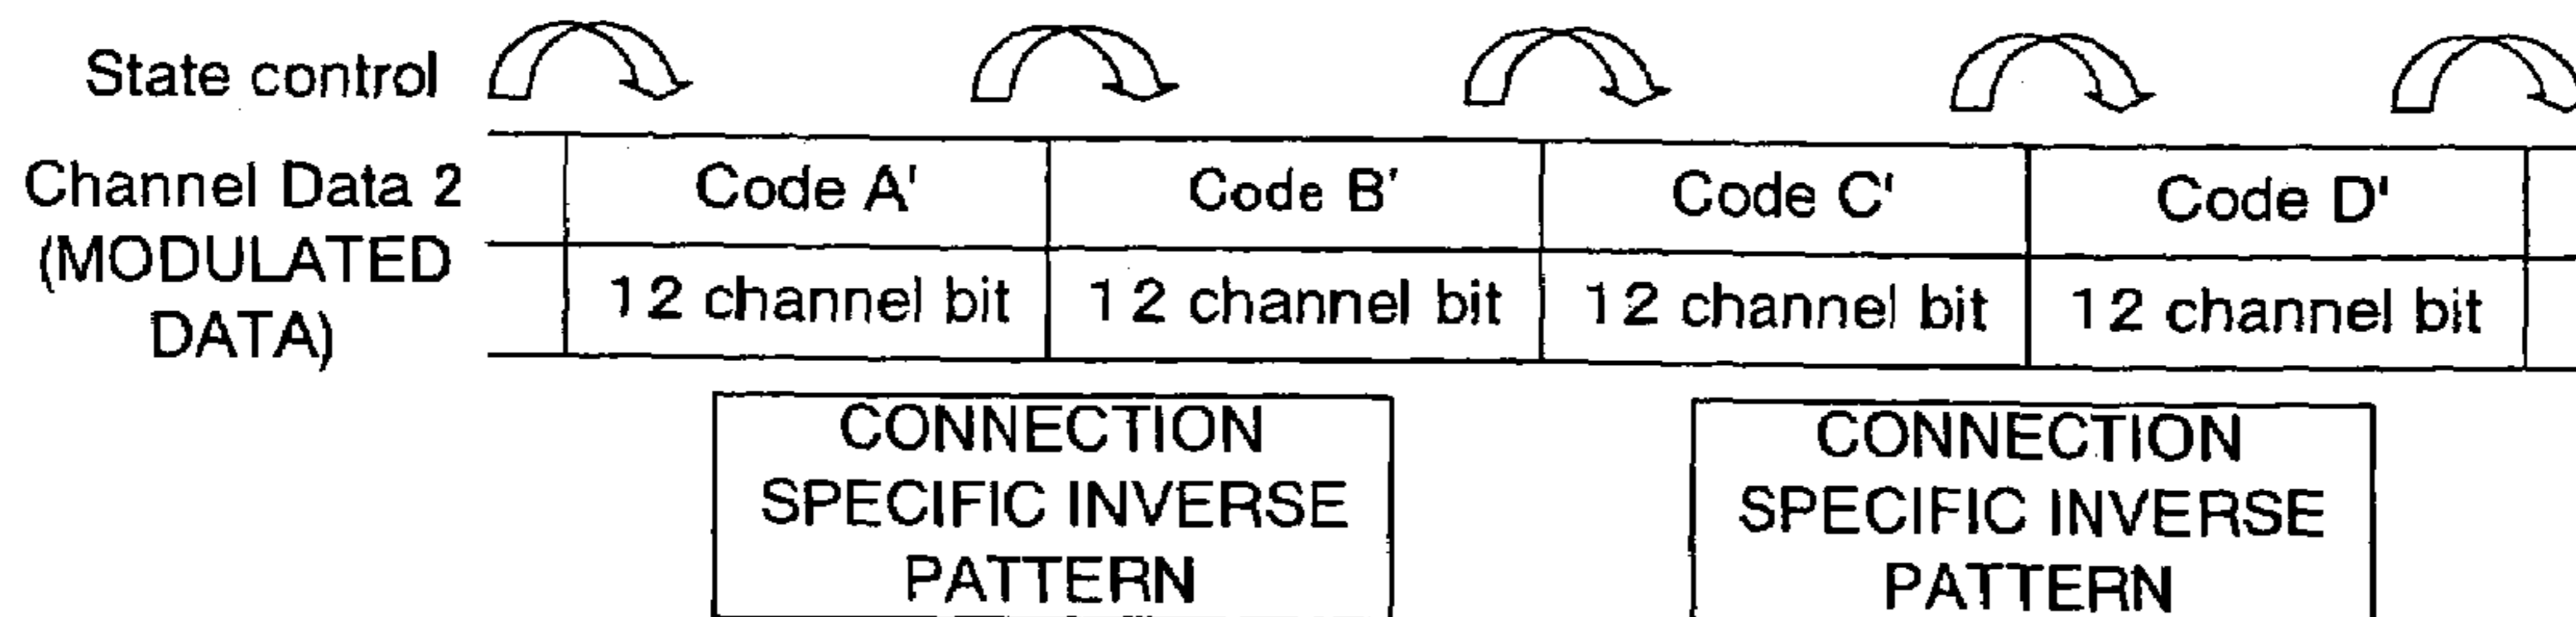 State control
Channel Data 2
(MODULATED
DATA)
Code A' Code B' Code C' Code D'
12 channel bit 12 channel bit 12 channel bit 12 channel bit
CONNECTION
SPECIFIC INVERSE
PATTERN
CONNECTION
SPECIFIC INVERSE
PATTERN